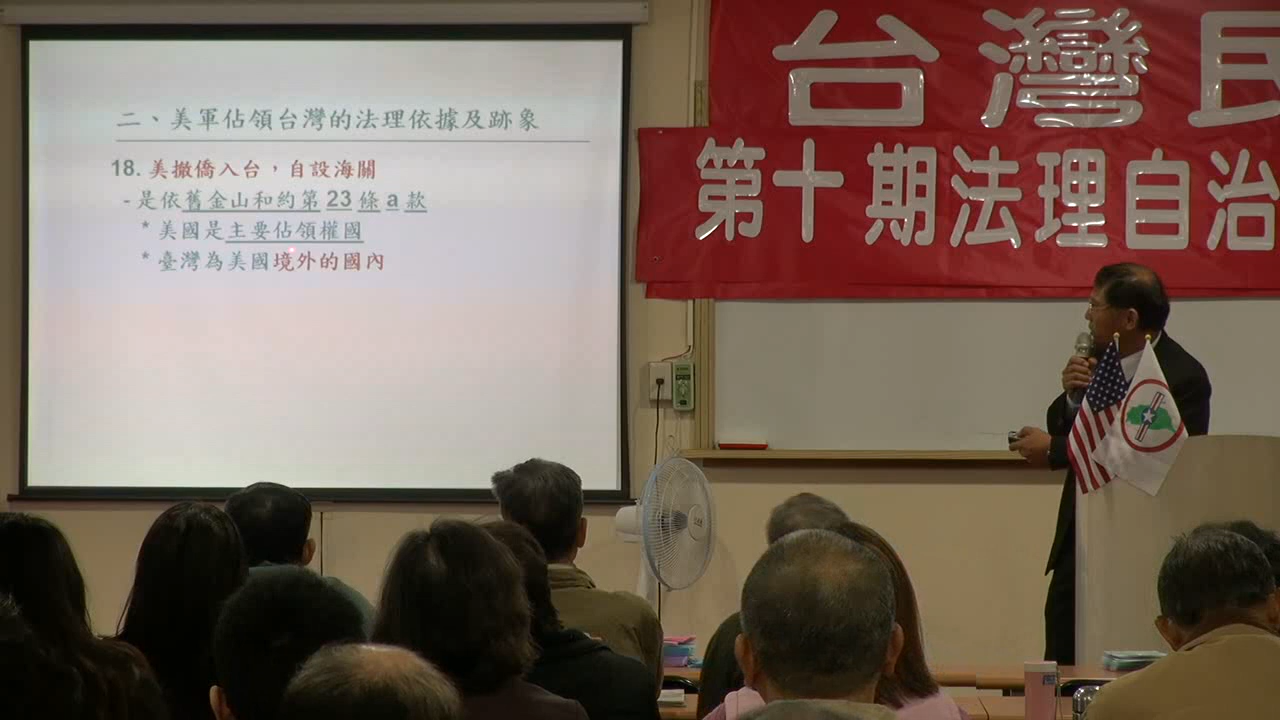 二、美軍佔領台灣的法理依據及跡象
18. 美撤僑入台，自設海關
- 是依舊金山和約第 23 條 a 款
* 美國是主要佔領權國
* 臺灣為美國境外的國內
台灣民
第十期法理自治